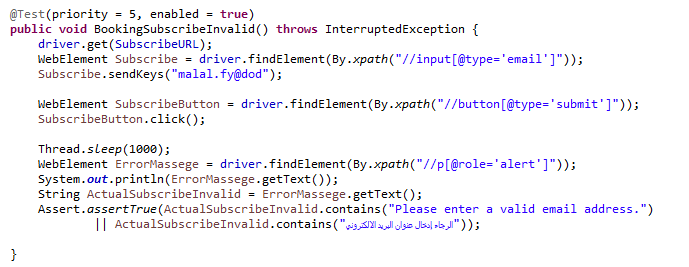 @Test(priority = 5, enabled = true)
public void BookingSubscribeInvalid() throws InterruptedException {
driver.get(SubscribeURL);
WebElement Subscribe = driver.findElement(By.xpath("//input[@type='email']"));
Subscribe.sendKeys("malal.fy@dod");
WebElement SubscribeButton = driver.findElement(By.xpath("//button[@type='submit']"));
SubscribeButton.click();
Thread.sleep(1000);
WebElement ErrorMassege = driver.findElement(By.xpath("//p[@role='alert']"));
System.out.println(ErrorMassege.getText());
String ActualSubscribeInvalid = ErrorMassege.getText();
Assert.assertTrue(ActualSubscribeInvalid.contains("Please enter a valid email address.")
|| ActualSubscribeInvalid.contains("الرجاء إدخال عنوان البريد الالكتروني"));
}